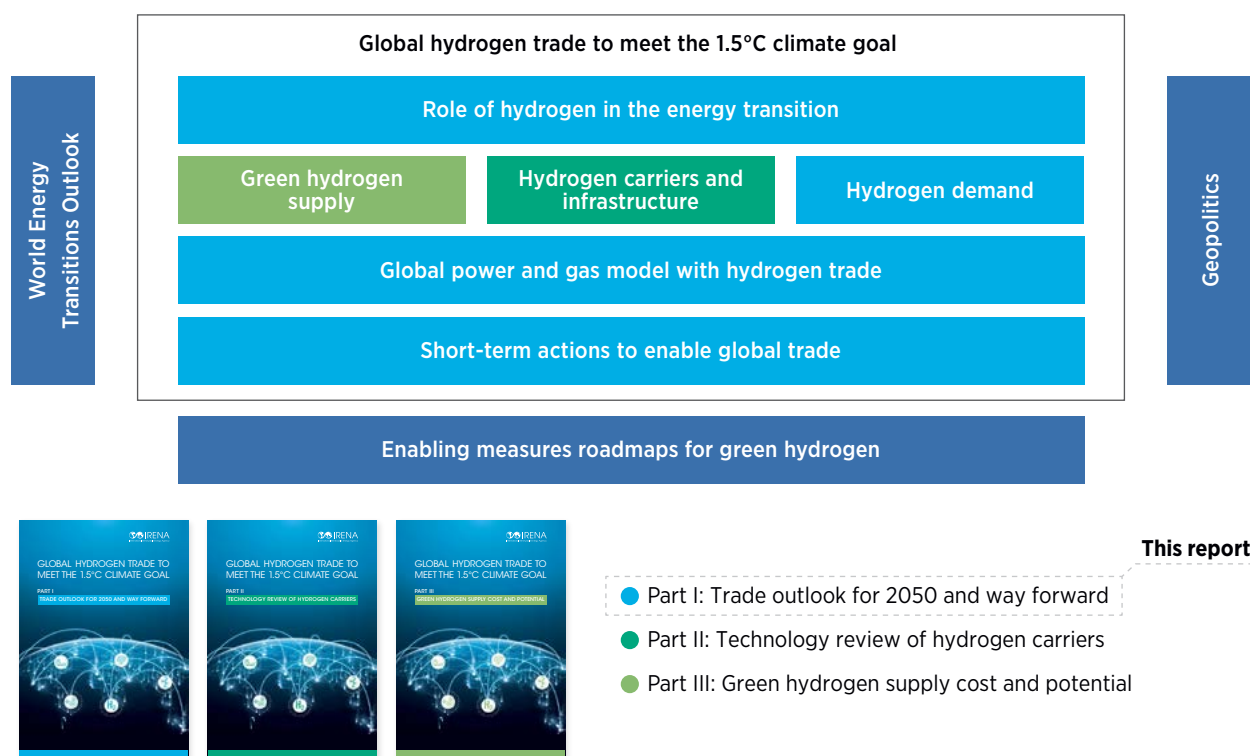 Global hydrogen trade to meet the 1.5°C climate goal
World Energy
Transitions Outlook
Role of hydrogen in the energy transition
Green hydrogen
supply
Hydrogen carriers and
infrastructure
Hydrogen demand
Global power and gas model with hydrogen trade
Short-term actions to enable global trade
Geopolitics
Enabling measures roadmaps for green hydrogen
IRENA
GLOBAL HYDROGEN TRADE TO
MEET THE 1.5°C CLIMATE GOAL
PART I
TRADE OUTLOOK FOR 2050 AND WAY FORWARD
IRENA
GLOBAL HYDROGEN TRADE TO
MEET THE 1.5°C CLIMATE GOAL
PART II
TECHNOLOGY REVIEW OF HYDROGEN CARRIERS
H₂
IRENA
GLOBAL HYDROGEN TRADE TO
MEET THE 1.5°C CLIMATE GOAL
PART III
GREEN HYDROGEN SUPPLY COST AND POTENTIAL
H₂
This report
Part I: Trade outlook for 2050 and way forward
Part II: Technology review of hydrogen carriers
Part III: Green hydrogen supply cost and potential